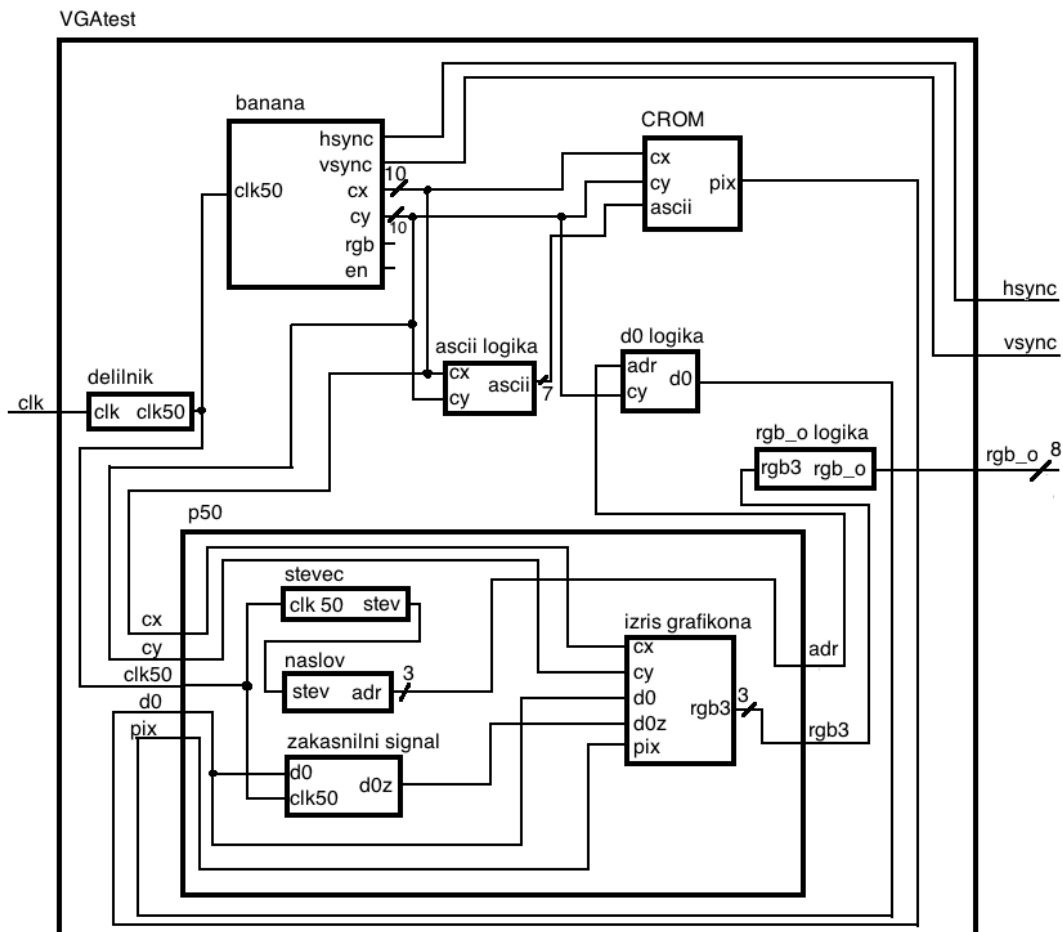 VGAtest
banana
hsync
vsync
clk50
10
cx
cy
10
rgb
en
CROM
cx
cy
pix
ascii
hsync
vsync
delilnik
clk
clk clk50
ascii logika
cx
ascii
cy
7
d0 logika
adr
d0
cy
rgb_o logika
rgb3 rgb_o
rgb_o 8
p50
stevec
clk 50 stev
naslov
stev adr
3
zakasnilni signal
d0
d0z
clk50
izris grafikona
cx
cy
d0
d0z
pix
rgb3
3
cx
cy
clk50
d0
pix
adr
rgb3